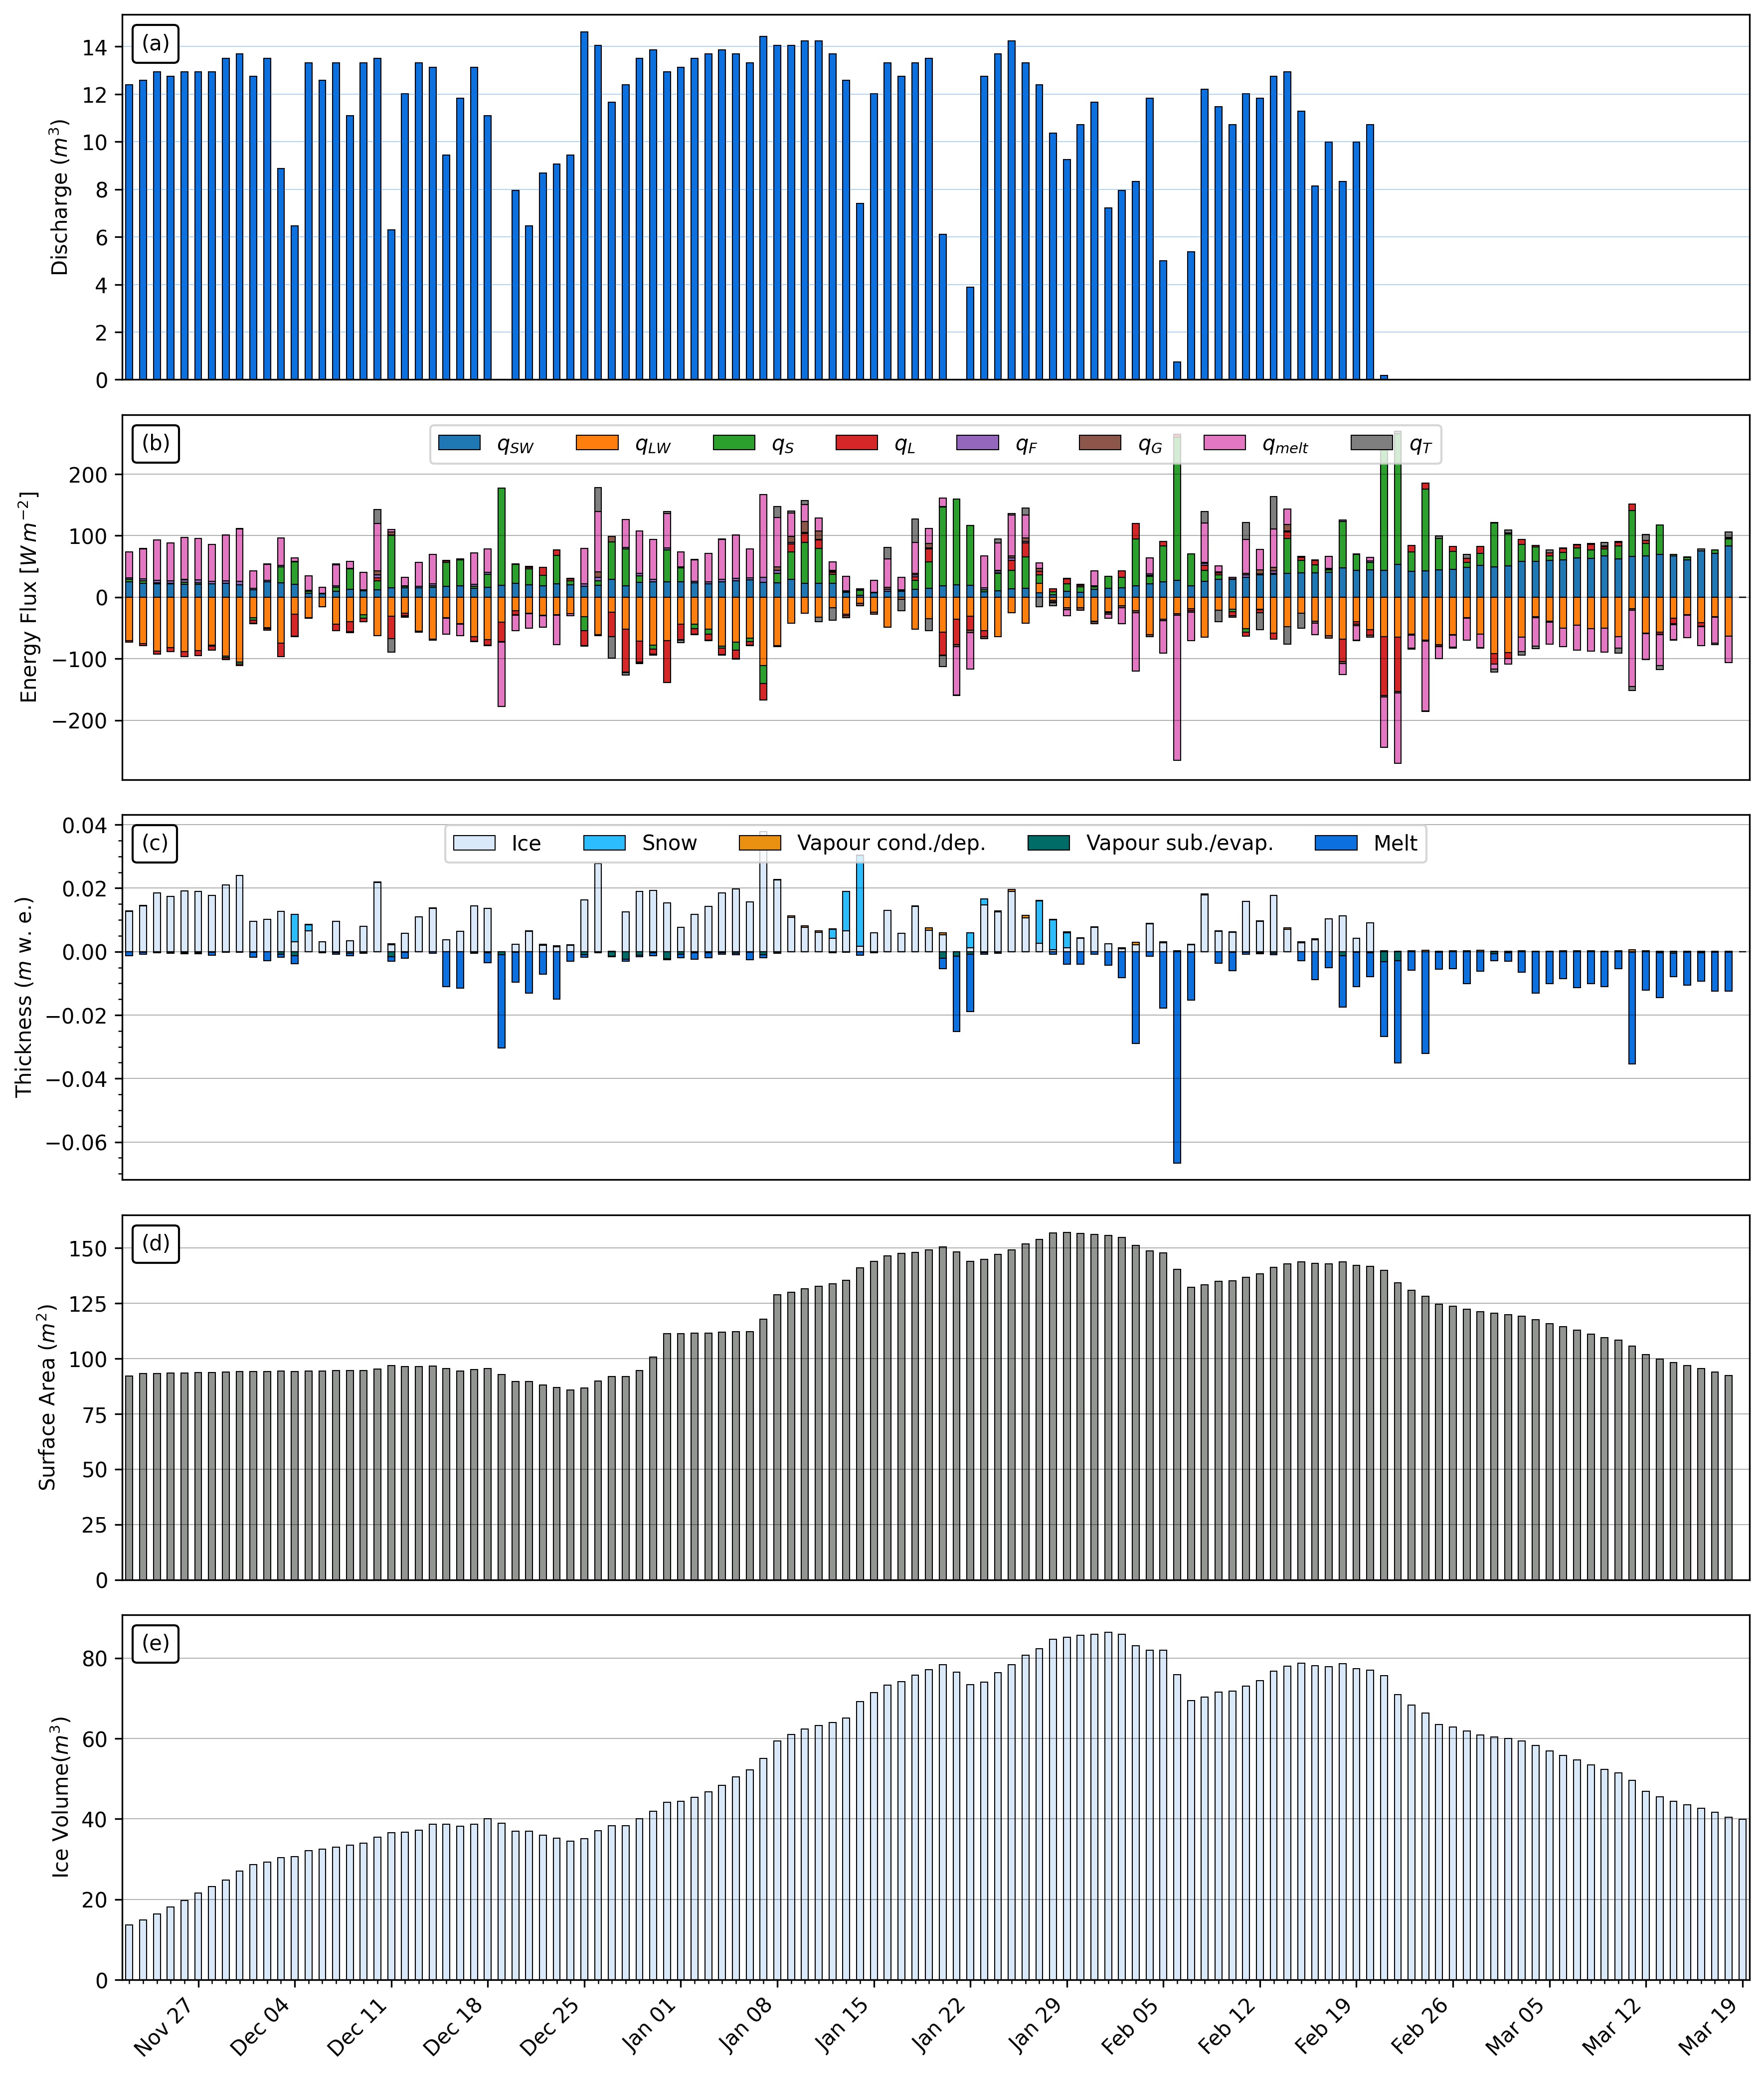 (a)
Discharge (m³)
14
12
10
8
6
4
2
0
(b)
q_SW q_LW q_S q_L q_F q_G q_melt q_T
Energy Flux [W m⁻²]
200
100
0
−100
−200
(c)
Ice Snow Vapour cond./dep. Vapour sub./evap. Melt
Thickness (m w. e.)
0.04
0.02
0.00
−0.02
−0.04
−0.06
(d)
Surface Area (m²)
150
125
100
75
50
25
0
(e)
Ice Volume(m³)
80
60
40
20
0
Nov 27 Dec 04 Dec 11 Dec 18 Dec 25 Jan 01 Jan 08 Jan 15 Jan 22 Jan 29 Feb 05 Feb 12 Feb 19 Feb 26 Mar 05 Mar 12 Mar 19